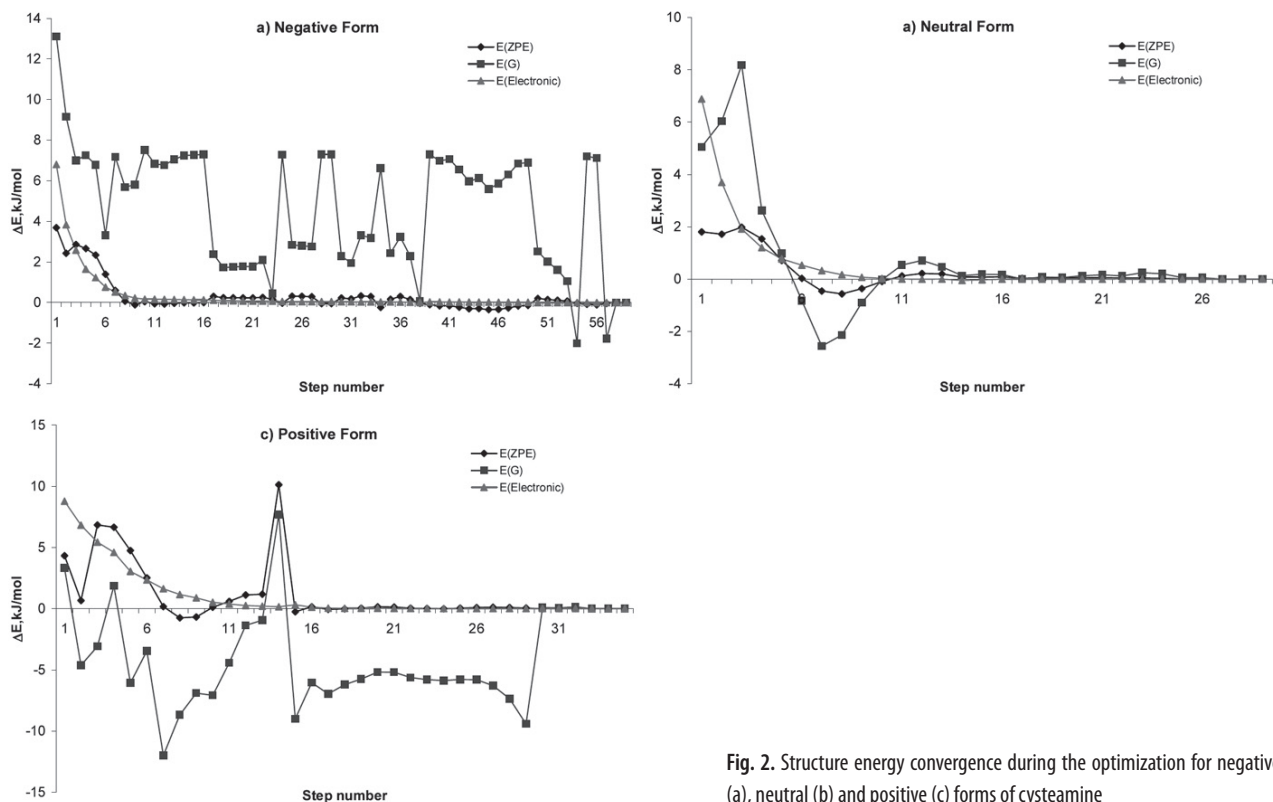 a) Negative Form
E(ZPE)
E(G)
E(Electronic)
ΔE,kJ/mol
14
12
10
8
6
4
2
0
-2
-4
1 6 11 16 21 26 31 36 41 46 51 56
Step number
a) Neutral Form
E(ZPE)
E(G)
E(Electronic)
ΔE,kJ/mol
10
8
6
4
2
0
-2
-4
1 6 11 16 21 26
Step number
c) Positive Form
E(ZPE)
E(G)
E(Electronic)
ΔE,kJ/mol
15
10
5
0
-5
-10
-15
1 6 11 16 21 26 31
Step number
Fig. 2. Structure energy convergence during the optimization for negative
(a), neutral (b) and positive (c) forms of cysteamine